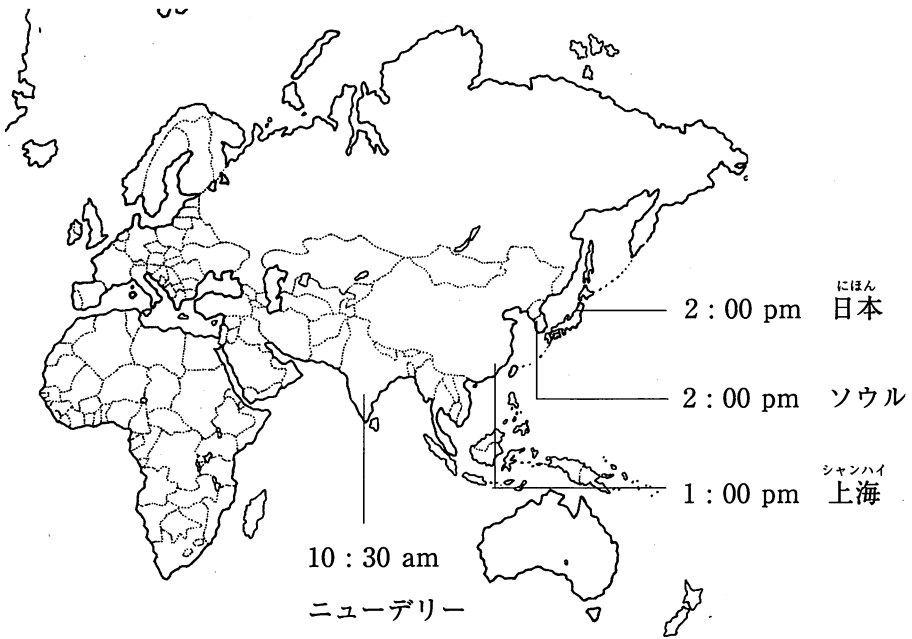 にほん
2:00 pm 日本
2:00 pm ソウル
シャンハイ
1:00 pm 上海
10:30 am
ニューデリー